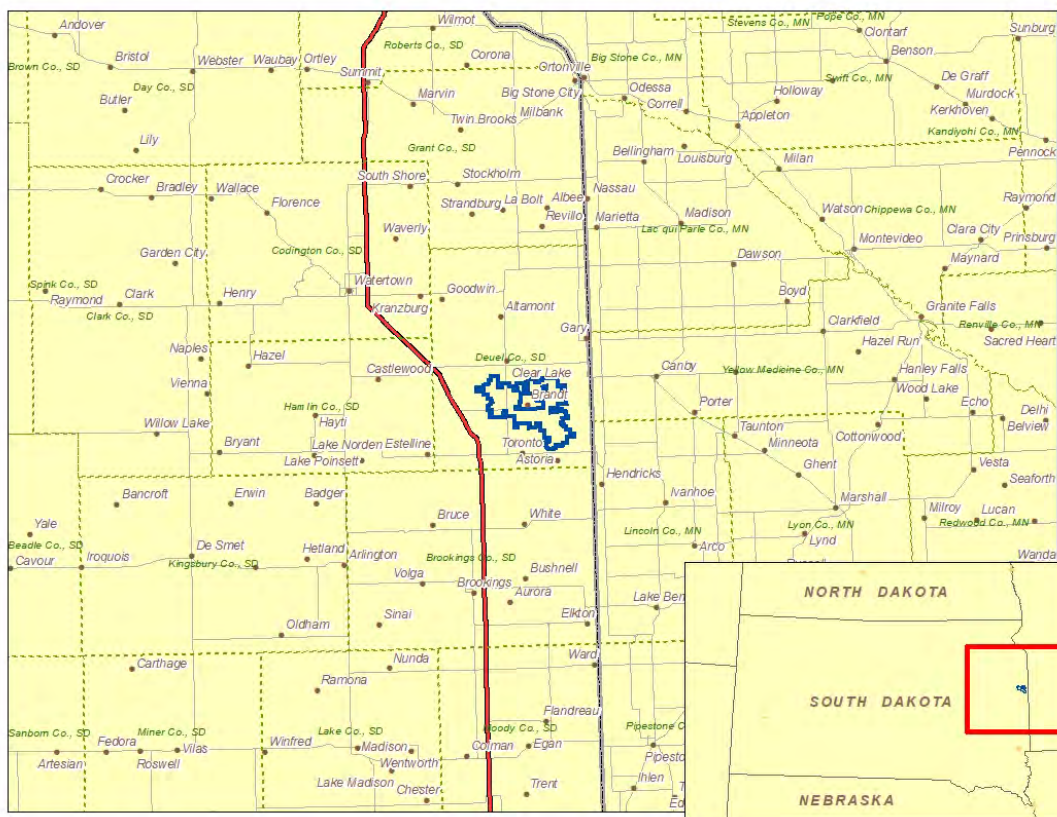 Andover
Wilmot
Stevens Co., MN
Pope Co., MN
Clontarf
Sunburg
Roberts Co., SD
Brown Co., SD
Bristol
Webster
Waubay
Ortley
Summit
Corona
Ortonville
Big Stone Co., MN
Benson
Day Co., SD
Swift Co., MN
De Graff
Butler
Marvin
Big Stone City
Odessa
Holloway
Murdock
Correll
Kerkhoven
Milbank
Twin Brooks
Appleton
Kandiyohi Co., MN
Lily
Grant Co., SD
Bellingham
Louisburg
Milan
Pennock
Crocker
Bradley
Wallace
South Shore
Stockholm
Nassau
Florence
Strandburg
La Bolt
Albee
Revillo
Marietta
Madison
Watson
Chippewa Co., MN
Raymond
Waverly
Lac qui Parle Co., MN
Clara City
Montevideo
Prinsburg
Garden City
Codington Co., SD
Dawson
Maynard
Spink Co., SD
Watertown
Raymond
Clark
Henry
Goodwin
Altamont
Boyd
Kranzburg
Granite Falls
Clark Co., SD
Gary
Clarkfield
Renville Co., MN
Sacred Heart
Naples
Hazel
Deuel Co., SD
Hazel Run
Castlewood
Clear Lake
Canby
Yellow Medicine Co., MN
Hanley Falls
Vienna
Brandt
Wood Lake
Hamlin Co., SD
Porter
Echo
Delhi
Hayti
Willow Lake
Taunton
Belview
Cottonwood
Minneota
Bryant
Lake Norden
Estelline
Toronto
Lake Poinsett
Astoria
Ghent
Vesta
Hendricks
Seaforth
Bancroft
Erwin
Badger
Ivanhoe
Marshall
Yale
Bruce
White
Lincoln Co., MN
Lyon Co., MN
Milroy
Lucan
Redwood Co., MN
Lynd
Beadle Co., SD
De Smet
Hetland
Arco
Wanda
Cavour
Iroquois
Kingsbury Co., SD
Arlington
Brookings Co., SD
Bushnell
Volga
Brookings
Aurora
Lake Ben
Sinai
Elkton
Oldham
Carthage
Nunda
Ward
Ramona
Flandreau
Sanborn Co., SD
Miner Co., SD
Lake Co., SD
Moody Co., SD
Pipestone C
Fedora
Vilas
Winfred
Madison
Colman
Egan
Artesian
Roswell
Wentworth
Pipest
Lake Madison
Chester
Trent
Ihlen
Ed
NORTH DAKOTA
SOUTH DAKOTA
NEBRASKA